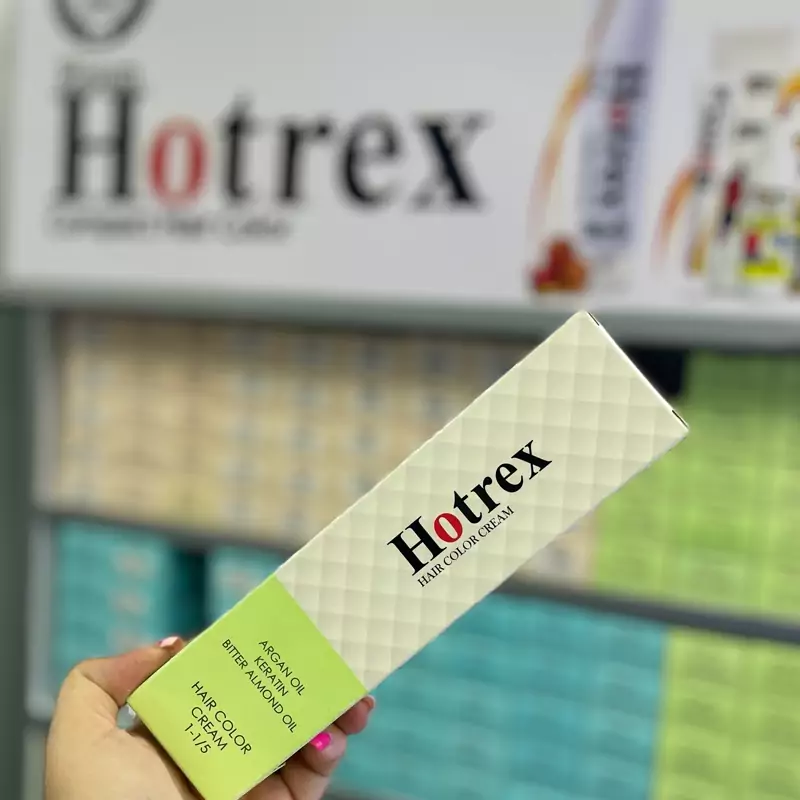 Hotrex
Hotrex
HAIR COLOR CREAM
ARGAN OIL
KERATIN
BITTER ALMOND OIL
HAIR COLOR
CREAM
1-1/5